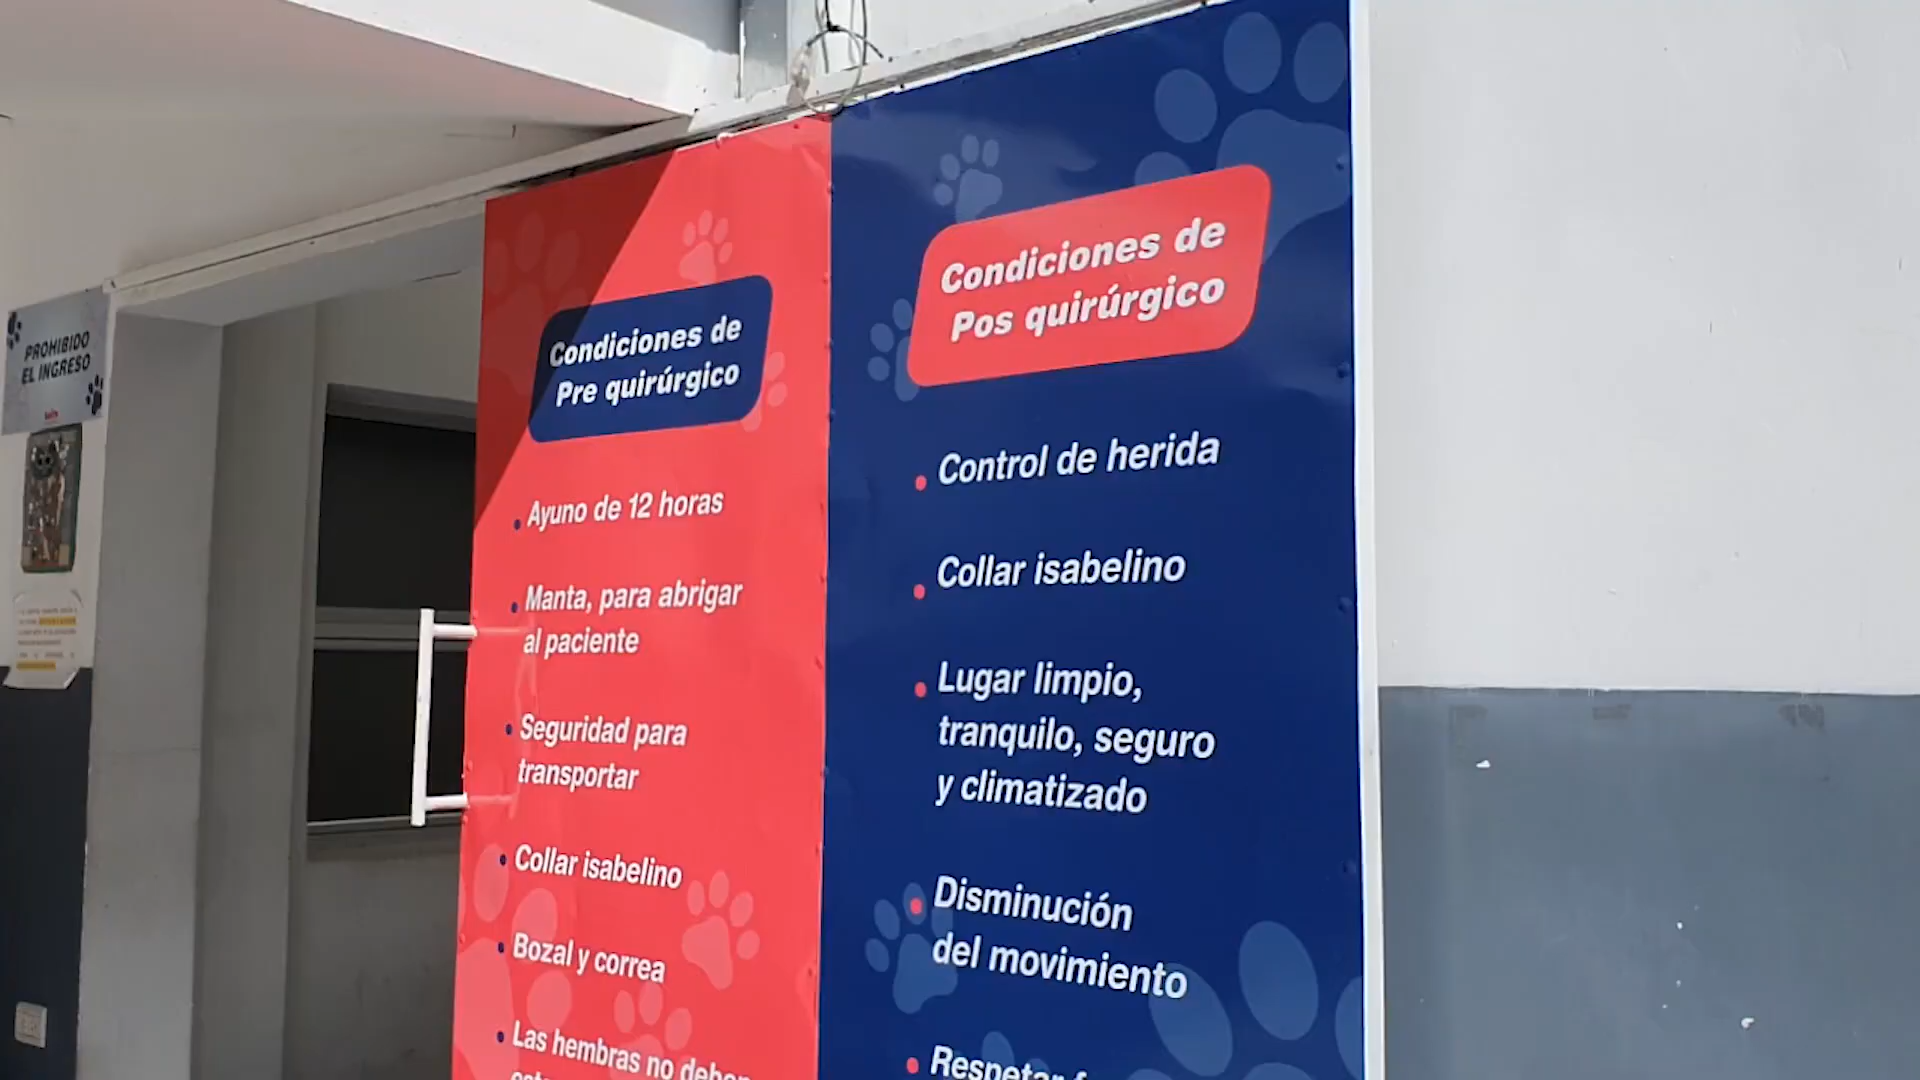 PROHIBIDO
EL INGRESO
Condiciones de
Pre quirúrgico
Ayuno de 12 horas
Manta, para abrigar
al paciente
Seguridad para
transportar
Collar isabelino
Bozal y correa
Las hembras no deben
Condiciones de
Pos quirúrgico
Control de herida
Collar isabelino
Lugar limpio,
tranquilo, seguro
y climatizado
Disminución
del movimiento
Respetar